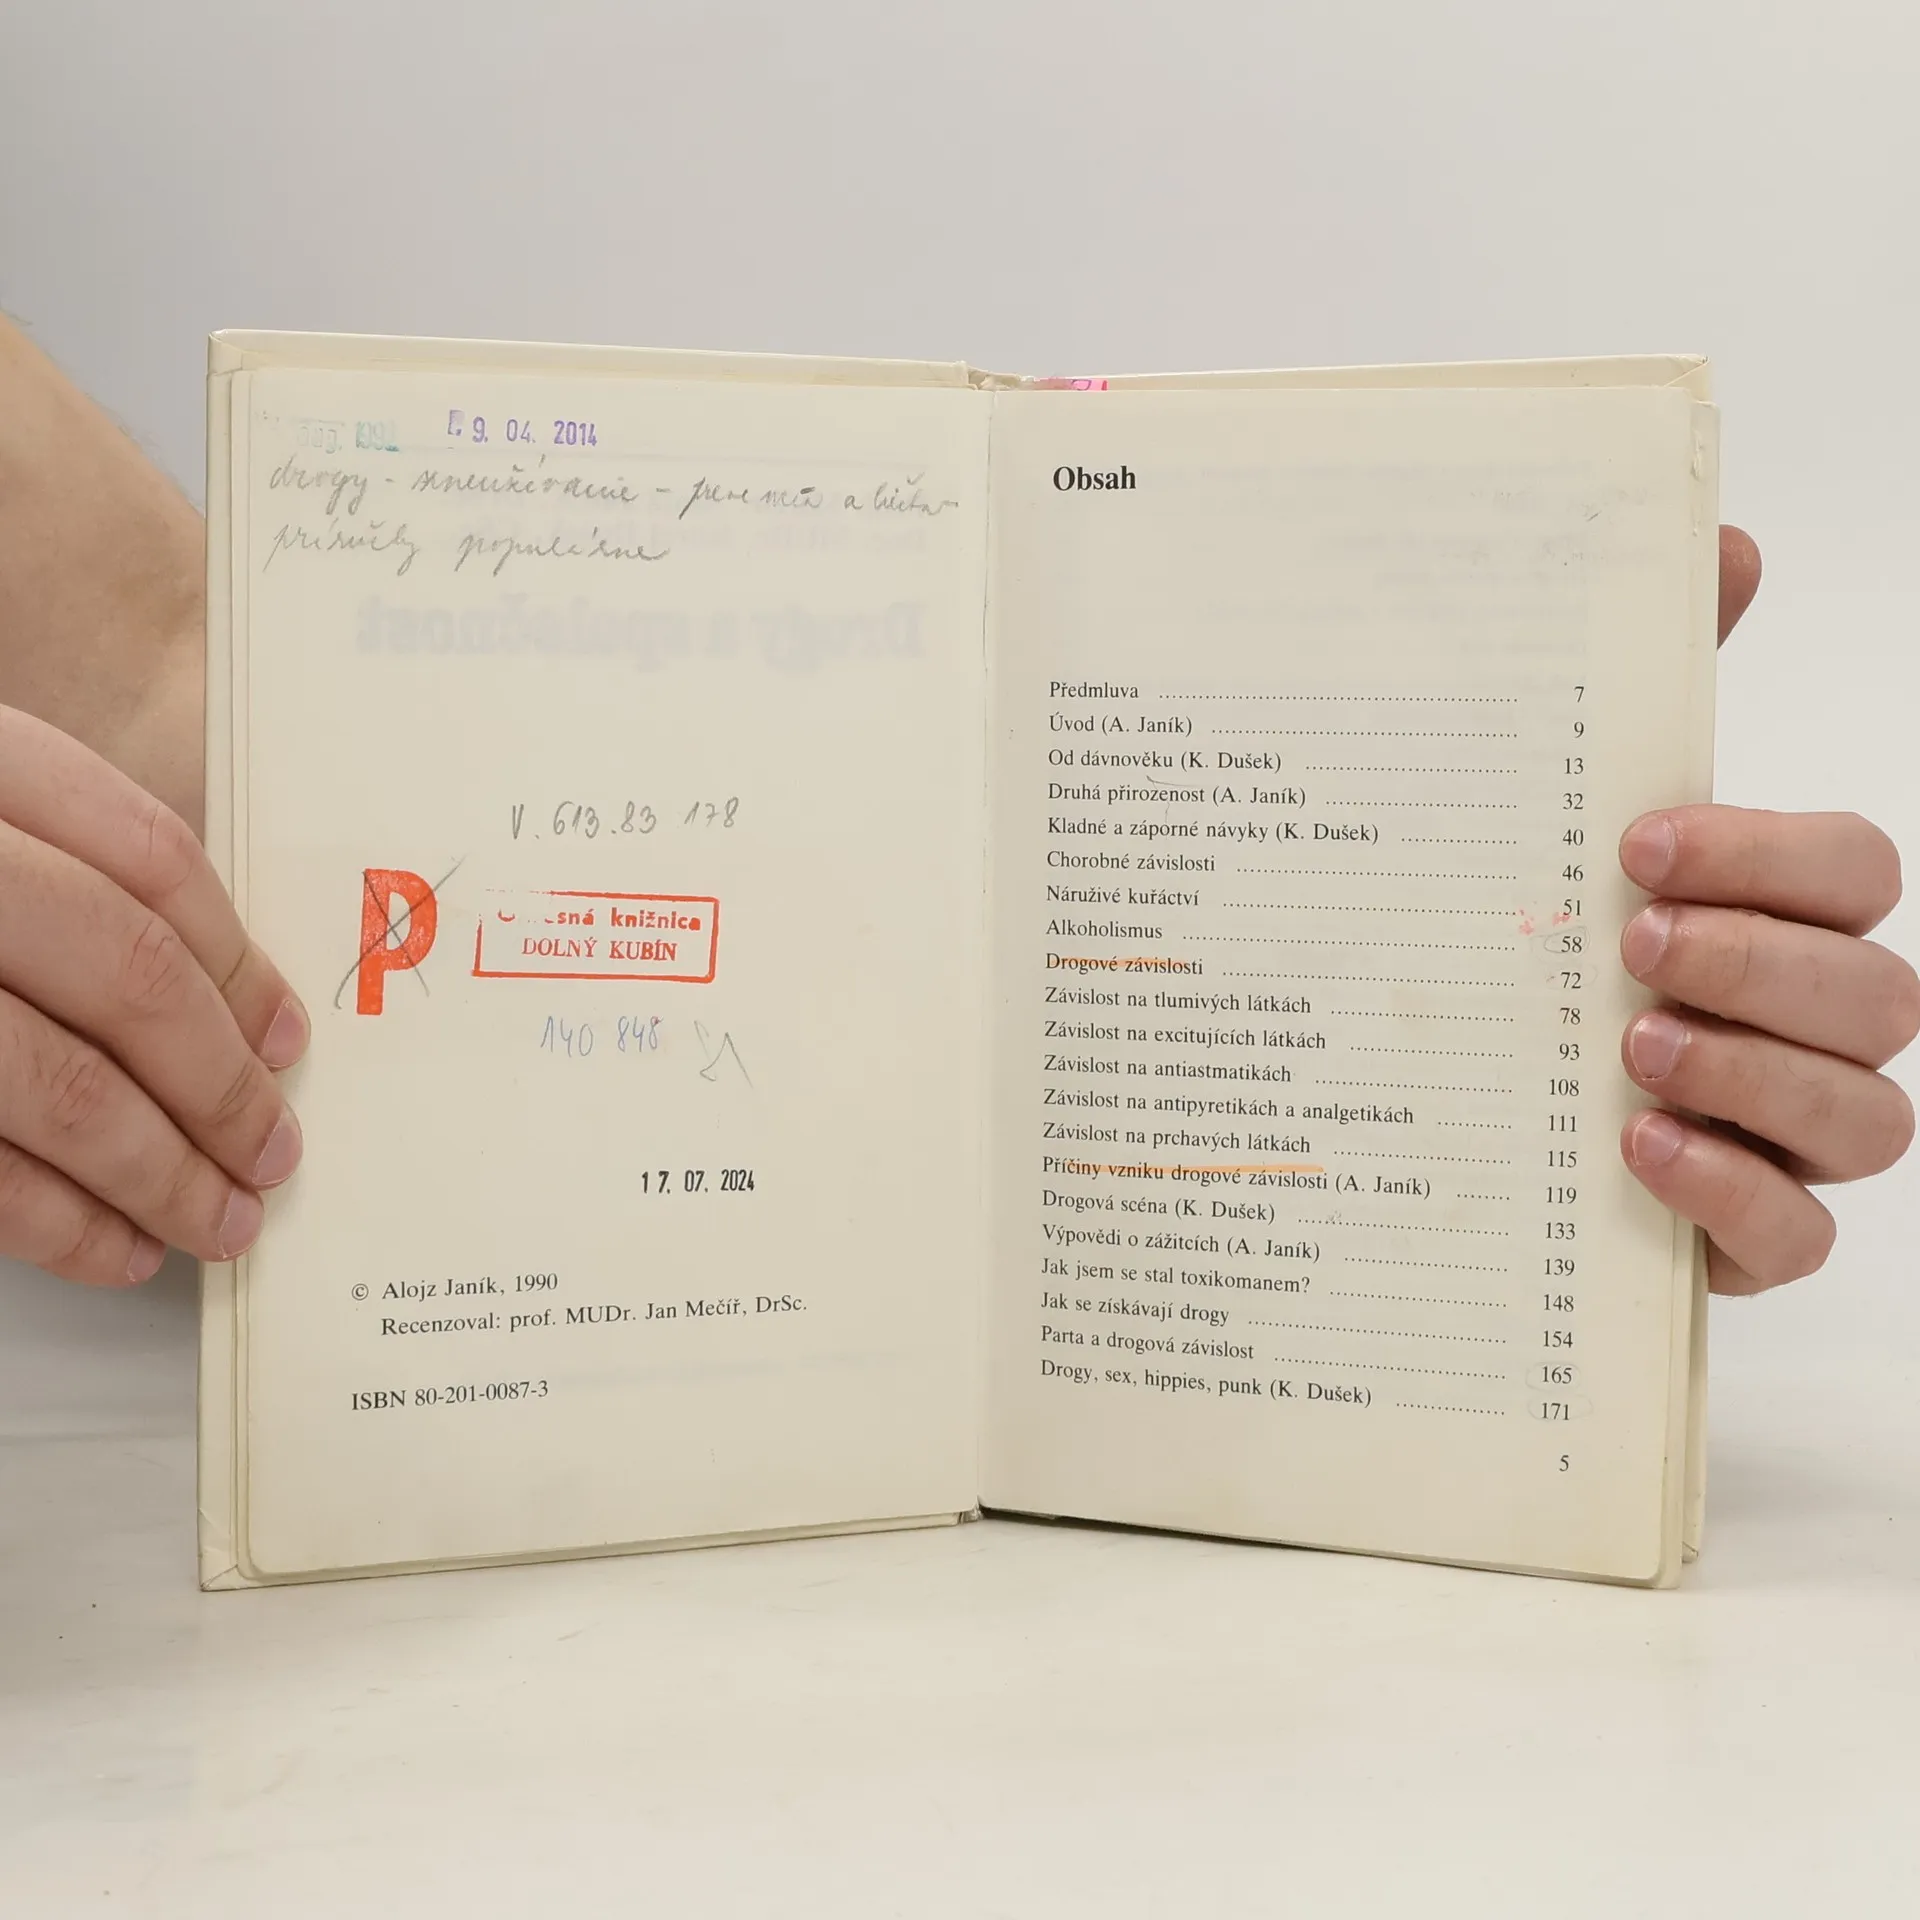 aug. 1992
9. 04. 2014
drogy - zneužívanie - prevencia a liečba -
príručky populárne
V. 613.83 178
P
sná knižnica
DOLNÝ KUBÍN
140 848
17. 07. 2024
© Alojz Janík, 1990
Recenzoval: prof. MUDr. Jan Mečíř, DrSc.
ISBN 80-201-0087-3
Obsah
Předmluva 7
Úvod (A. Janík) 9
Od dávnověku (K. Dušek) 13
Druhá přirozenost (A. Janík) 32
Kladné a záporné návyky (K. Dušek) 40
Chorobné závislosti 46
Náruživé kuřáctví 51
Alkoholismus 58
Drogové závislosti 72
Závislost na tlumivých látkách 78
Závislost na excitujících látkách 93
Závislost na antiastmatikách 108
Závislost na antipyretikách a analgetikách 111
Závislost na prchavých látkách 115
Příčiny vzniku drogové závislosti (A. Janík) 119
Drogová scéna (K. Dušek) 133
Výpovědi o zážitcích (A. Janík) 139
Jak jsem se stal toxikomanem? 148
Jak se získávají drogy 154
Parta a drogová závislost 165
Drogy, sex, hippies, punk (K. Dušek) 171
5